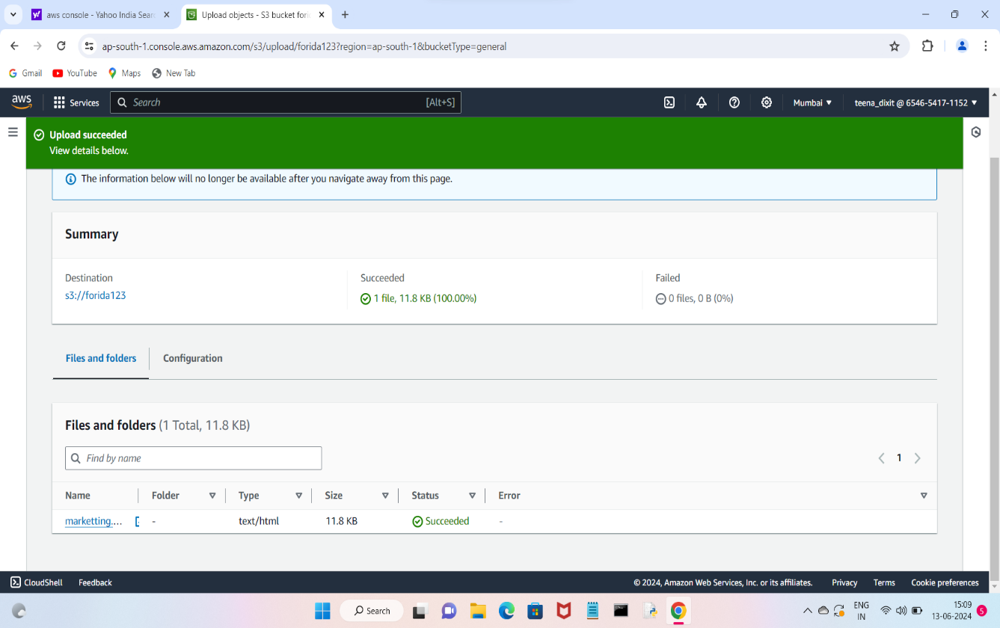 aws console - Yahoo India Sear
Upload objects - S3 bucket fori
ap-south-1.console.aws.amazon.com/s3/upload/forida123?region=ap-south-1&bucketType=general
Gmail YouTube Maps New Tab
aws Services Search [Alt+S] Mumbai ▼ teena_dixit @ 6546-5417-1152 ▼
Upload succeeded
View details below.
The information below will no longer be available after you navigate away from this page.
Summary
Destination Succeeded Failed
s3://forida123 1 file, 11.8 KB (100.00%) 0 files, 0 B (0%)
Files and folders Configuration
Files and folders (1 Total, 11.8 KB)
Find by name 1
Name Folder Type Size Status Error
marketting.... - text/html 11.8 KB Succeeded -
CloudShell Feedback © 2024, Amazon Web Services, Inc. or its affiliates. Privacy Terms Cookie preferences
Search ENG IN 15:09 13-06-2024 5